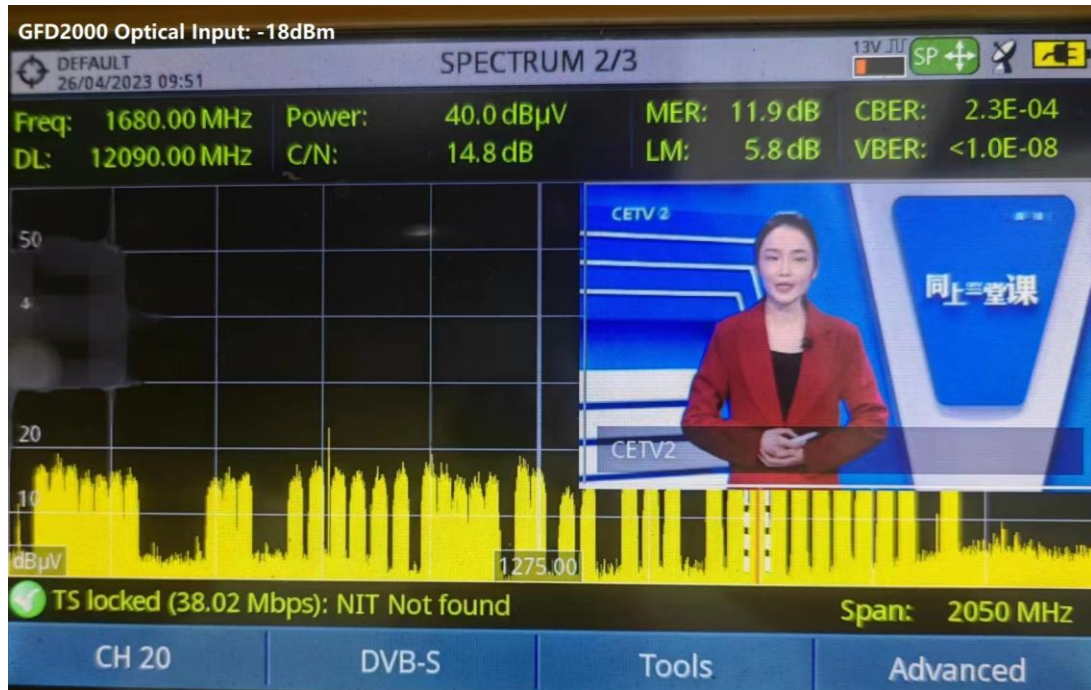 GFD2000 Optical Input: -18dBm
DEFAULT
26/04/2023 09:51
SPECTRUM 2/3
13V
SP
Freq: 1680.00 MHz Power: 40.0 dBµV MER: 11.9 dB CBER: 2.3E-04
DL: 12090.00 MHz C/N: 14.8 dB LM: 5.8 dB VBER: <1.0E-08
50
CETV 2
同上一堂课
20
CETV2
10
dBµV
1275.00
TS locked (38.02 Mbps): NIT Not found
Span: 2050 MHz
CH 20 DVB-S Tools Advanced